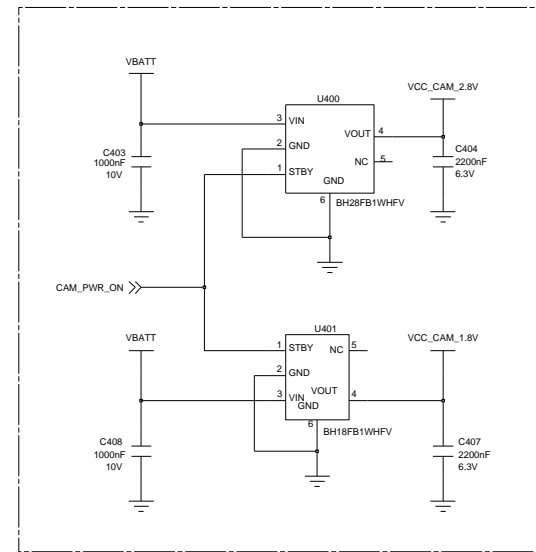 VBATT
U400
VCC_CAM_2.8V
3 VIN
VOUT 4
C403
1000nF
10V
2 GND
NC 5
C404
2200nF
6.3V
1 STBY
GND
6
BH28FB1WHFV
CAM_PWR_ON
VBATT
U401
VCC_CAM_1.8V
1 STBY
NC 5
2 GND
3 VIN
VOUT 4
GND
6
BH18FB1WHFV
C408
1000nF
10V
C407
2200nF
6.3V